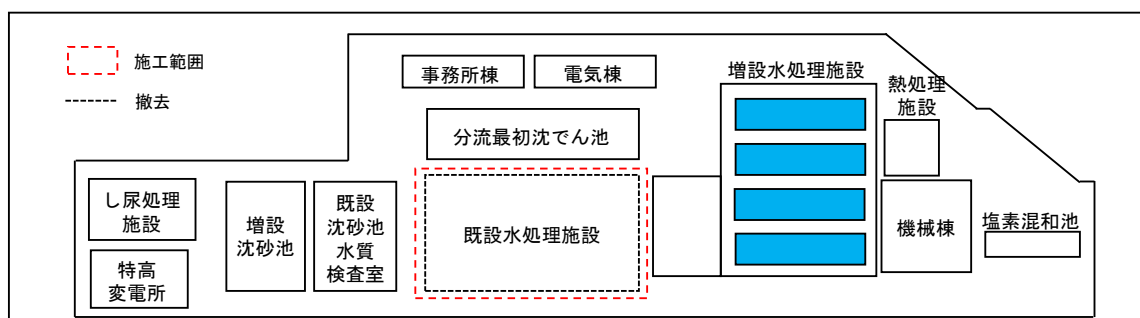 施工範囲
撤去
事務所棟
電気棟
増設水処理施設
熱処理
施設
分流最初沈でん池
し尿処理
施設
増設
沈砂池
既設
沈砂池
水質
検査室
既設水処理施設
機械棟
塩素混和池
特高
変電所